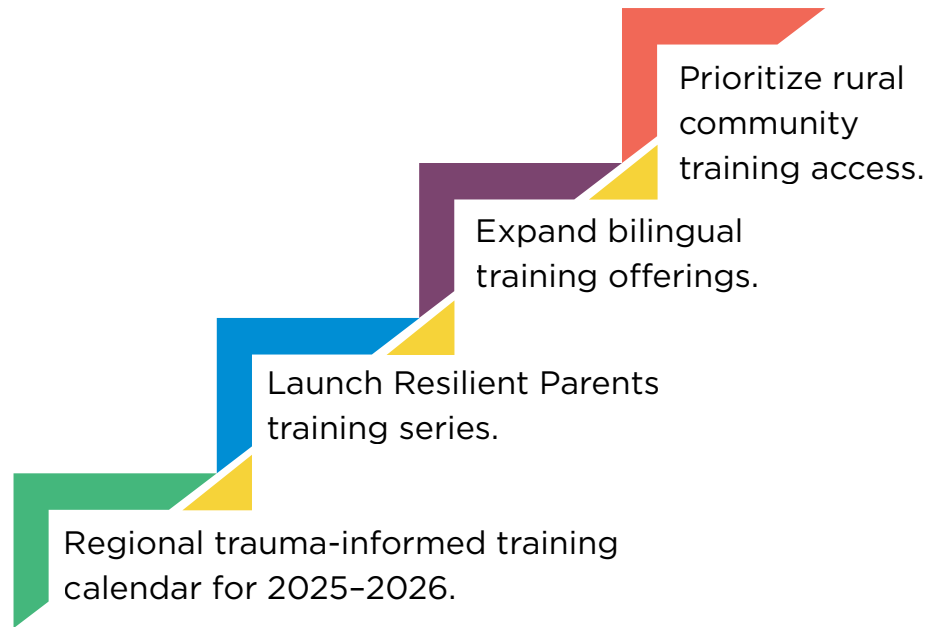 Prioritize rural
community
training access.
Expand bilingual
training offerings.
Launch Resilient Parents
training series.
Regional trauma-informed training
calendar for 2025–2026.